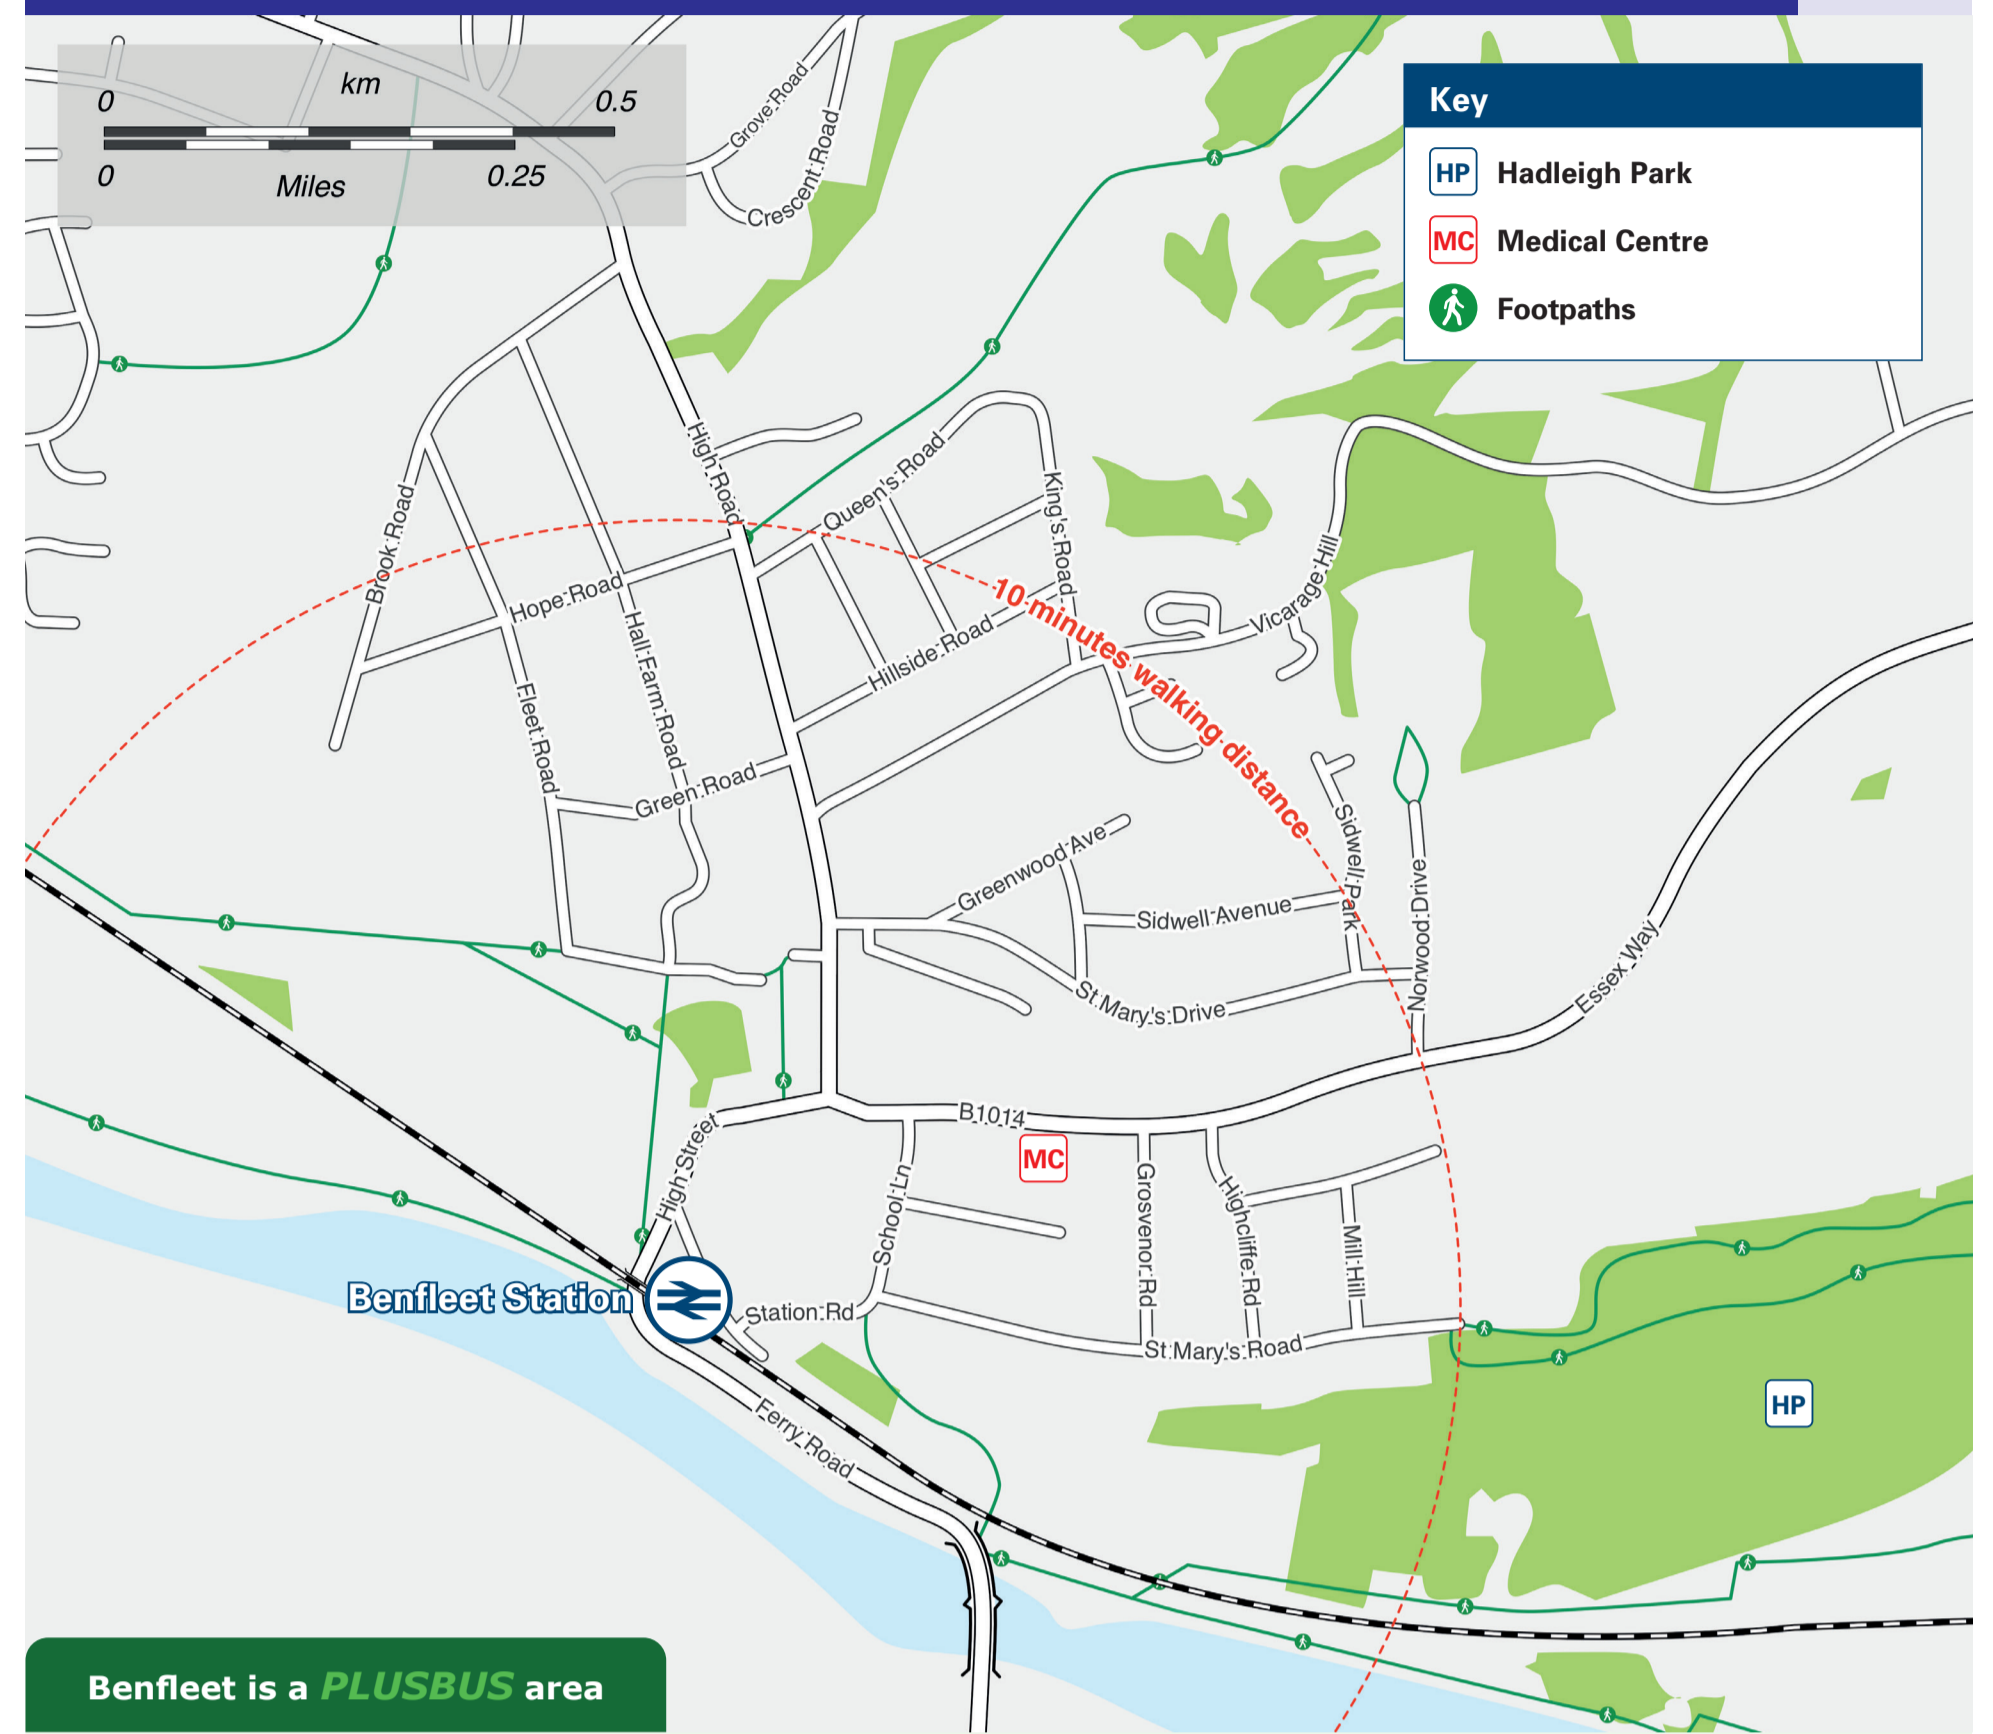 km
0 0.5
0 0.25
Miles
Key
HP Hadleigh Park
MC Medical Centre
Footpaths
Grove Road
Crescent Road
High Road
Queen's Road
King's Road
Brook Road
Hope Road
Hall Farm Road
Hillside Road
Vicarage Hill
10 minutes walking distance
Fleet Road
Green Road
Greenwood Ave
Sidwell Park
Sidwell Avenue
Norwood Drive
St Mary's Drive
Essex Way
B1014
MC
High Street
School Ln
Grosvenor Rd
Highcliffe Rd
Mill Hill
Benfleet Station
Station Rd
St Mary's Road
HP
Ferry Road
Benfleet is a PLUSBUS area